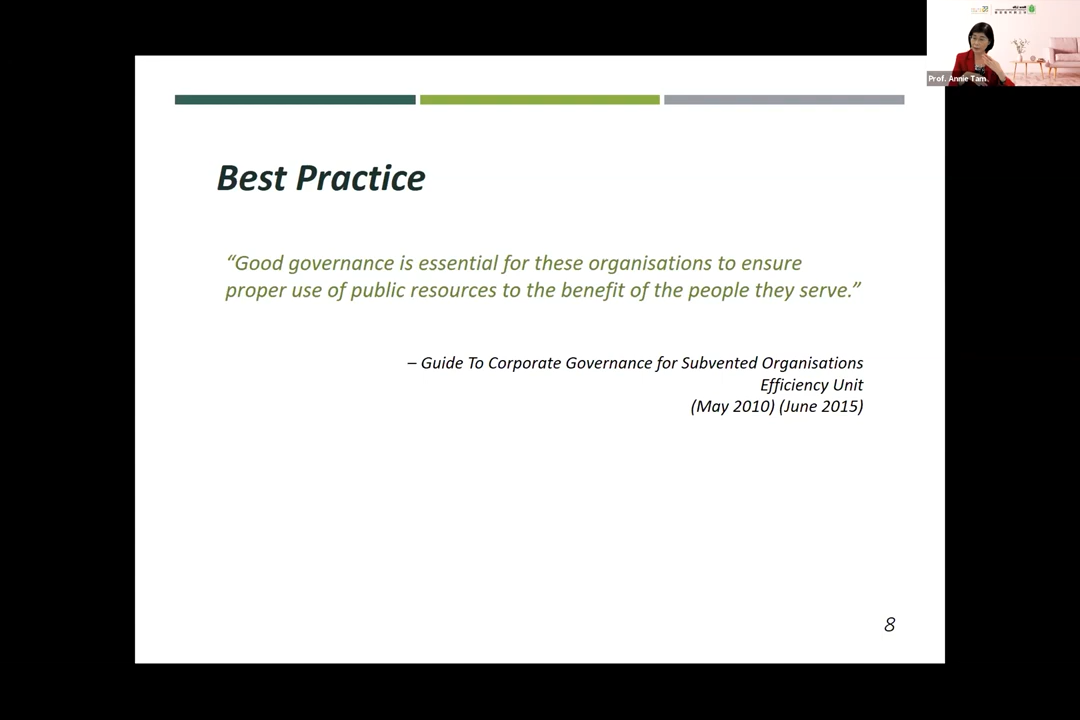 Best Practice
“Good governance is essential for these organisations to ensure
proper use of public resources to the benefit of the people they serve.”
– Guide To Corporate Governance for Subvented Organisations
Efficiency Unit
(May 2010) (June 2015)
8
Prof. Annie Tam